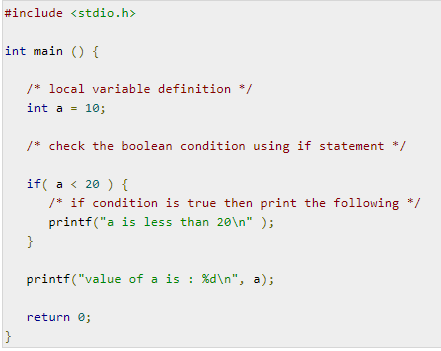 #include <stdio.h>
int main () {
/* local variable definition */
int a = 10;
/* check the boolean condition using if statement */
if( a < 20 ) {
/* if condition is true then print the following */
printf("a is less than 20\n" );
}
printf("value of a is : %d\n", a);
return 0;
}